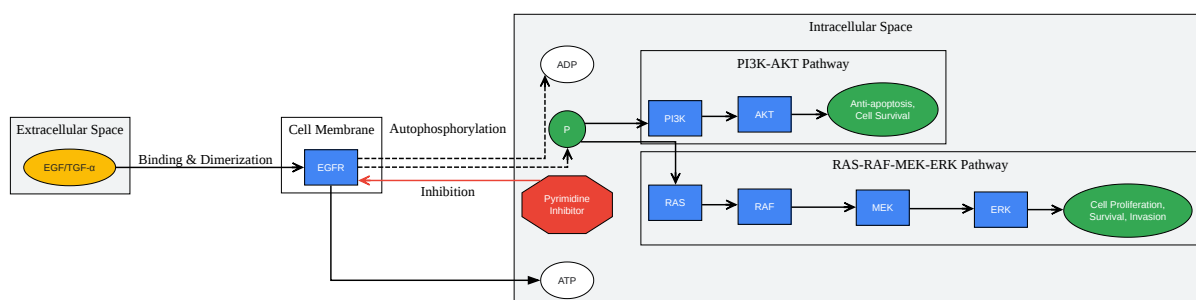 Intracellular Space
PI3K-AKT Pathway
ADP
Anti-apoptosis,
Cell Survival
PI3K
AKT
P
Extracellular Space
EGF/TGF-α
Binding & Dimerization
Cell Membrane
EGFR
Autophosphorylation
Inhibition
Pyrimidine
Inhibitor
RAS-RAF-MEK-ERK Pathway
RAS
RAF
MEK
ERK
Cell Proliferation,
Survival, Invasion
ATP